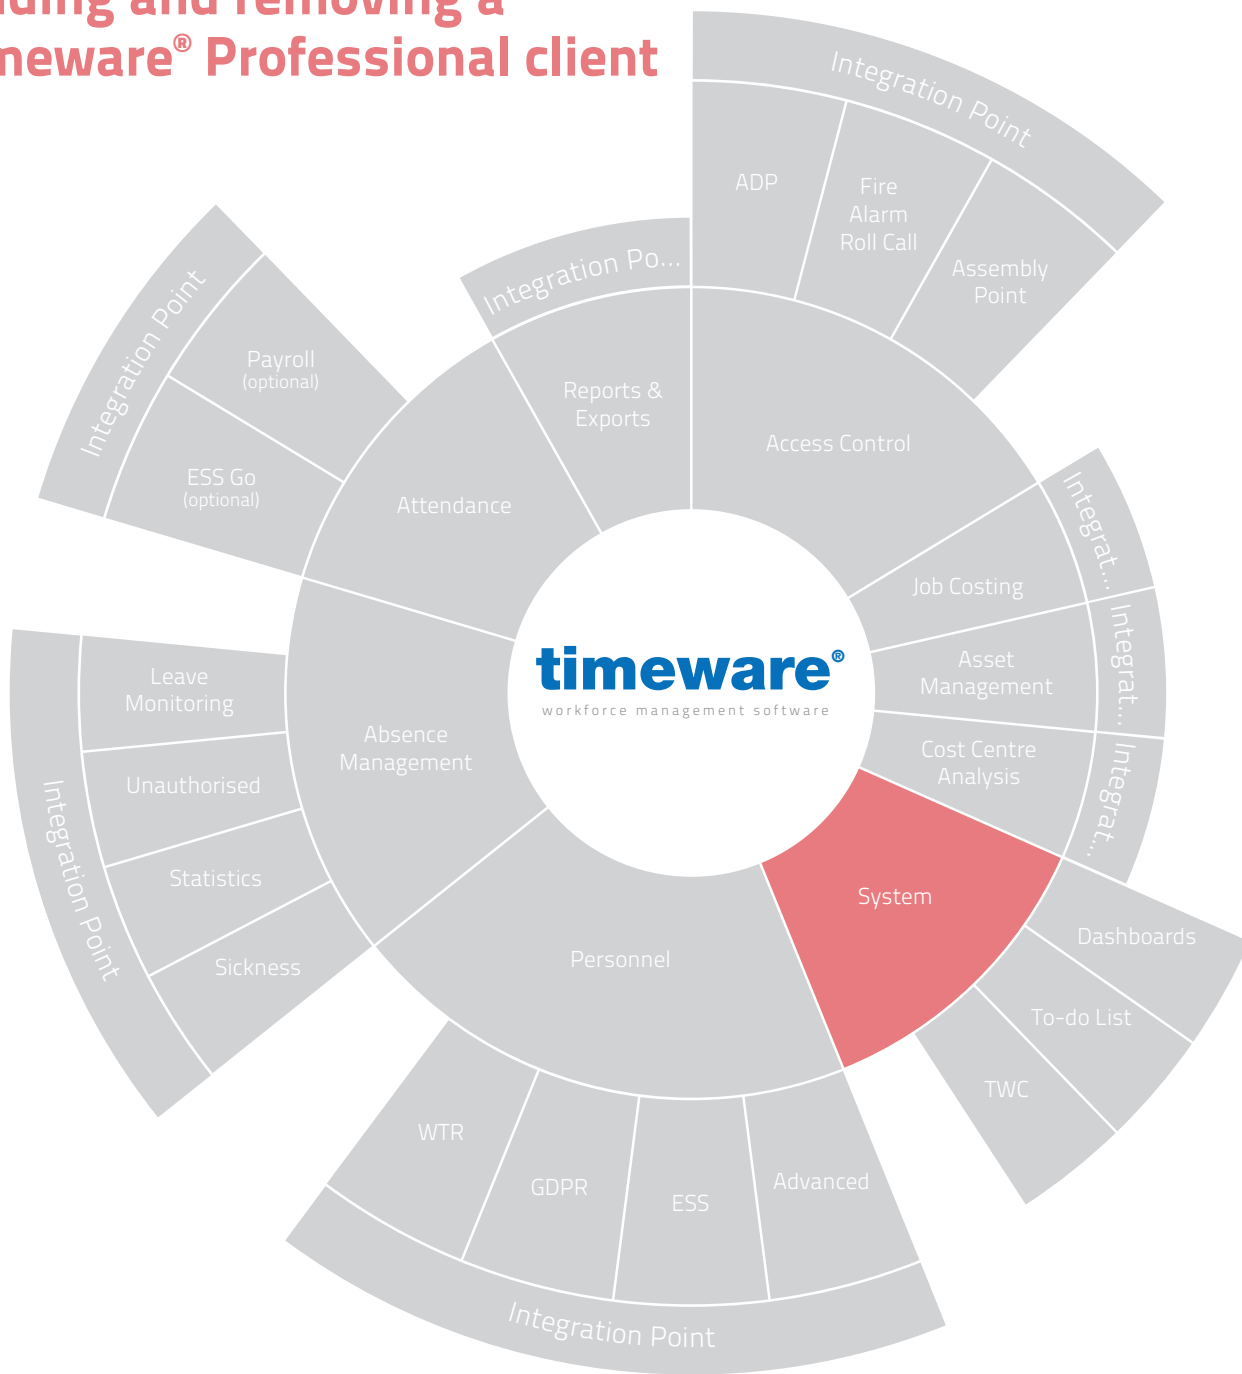 and removing a
Professional client
Integration Point
ADP
Fire
Alarm
Roll Call
Assembly
Point
Integration Po...
Reports &
Exports
Access Control
Integration Point
Payroll
(optional)
ESS Go
(optional)
Attendance
Integrat...
Job Costing
Integrat...
Asset
Management
Integrat...
Cost Centre
Analysis
timeware®
workforce management software
Leave
Monitoring
Absence
Management
Unauthorised
Integration Point
Statistics
Sickness
System
Dashboards
To-do List
TWC
Personnel
WTR
GDPR
ESS
Advanced
Integration Point